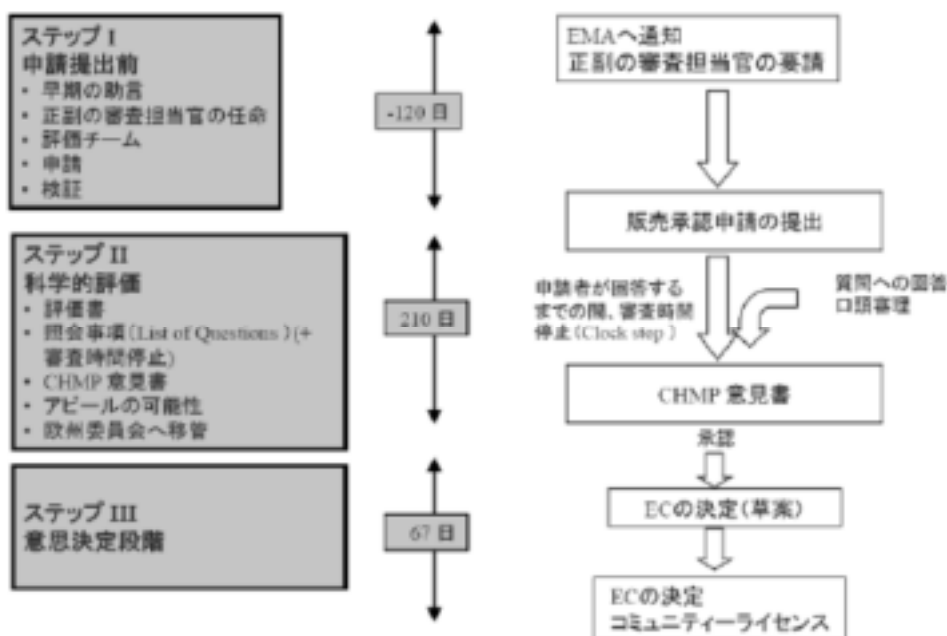 ステップ I
申請提出前
• 早期の助言
• 正副の審査担当官の任命
• 評価チーム
• 申請
• 検証
-120 日
EMAへ通知
正副の審査担当官の要請
販売承認申請の提出
ステップ II
科学的評価
• 評価書
• 照会事項(List of Questions)(+
審査時間停止)
• CHMP 意見書
• アピールの可能性
• 欧州委員会へ移管
210 日
申請者が回答する
までの間、審査時間
停止(Clock stop)
質問への回答
口頭審理
CHMP 意見書
承認
ステップ III
意思決定段階
67 日
ECの決定(草案)
ECの決定
コミュニティーライセンス